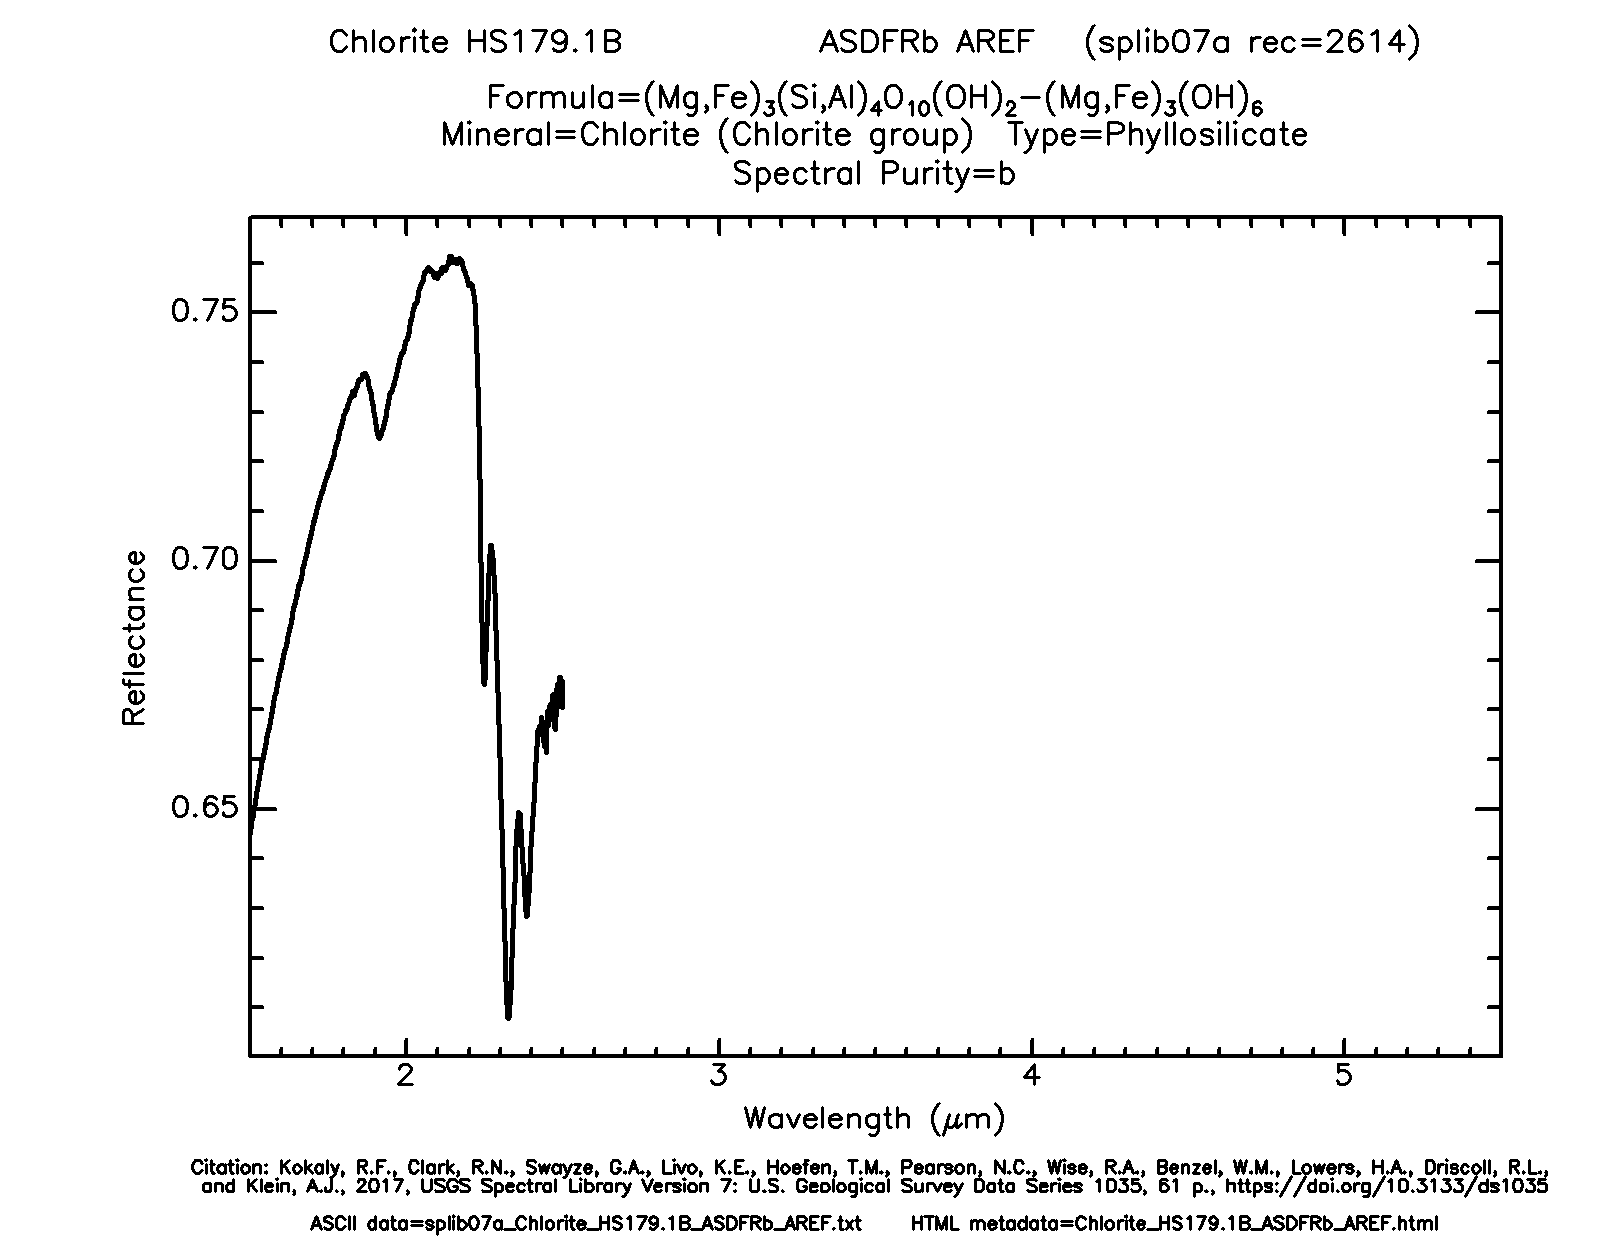 Chlorite HS179.1B ASDFRb AREF (splib07a rec=2614)
Formula=(Mg,Fe)₃(Si,Al)₄O₁₀(OH)₂−(Mg,Fe)₃(OH)₆
Mineral=Chlorite (Chlorite group) Type=Phyllosilicate
Spectral Purity=b
0.75
0.70
0.65
Reflectance
2 3 4 5
Wavelength (μm)
Citation: Kokaly, R.F., Clark, R.N., Swayze, G.A., Livo, K.E., Hoefen, T.M., Pearson, N.C., Wise, R.A., Benzel, W.M., Lowers, H.A., Driscoll, R.L.,
and Klein, A.J., 2017, USGS Spectral Library Version 7: U.S. Geological Survey Data Series 1035, 61 p., https://doi.org/10.3133/ds1035
ASCII data=splib07a_Chlorite_HS179.1B_ASDFRb_AREF.txt HTML metadata=Chlorite_HS179.1B_ASDFRb_AREF.html